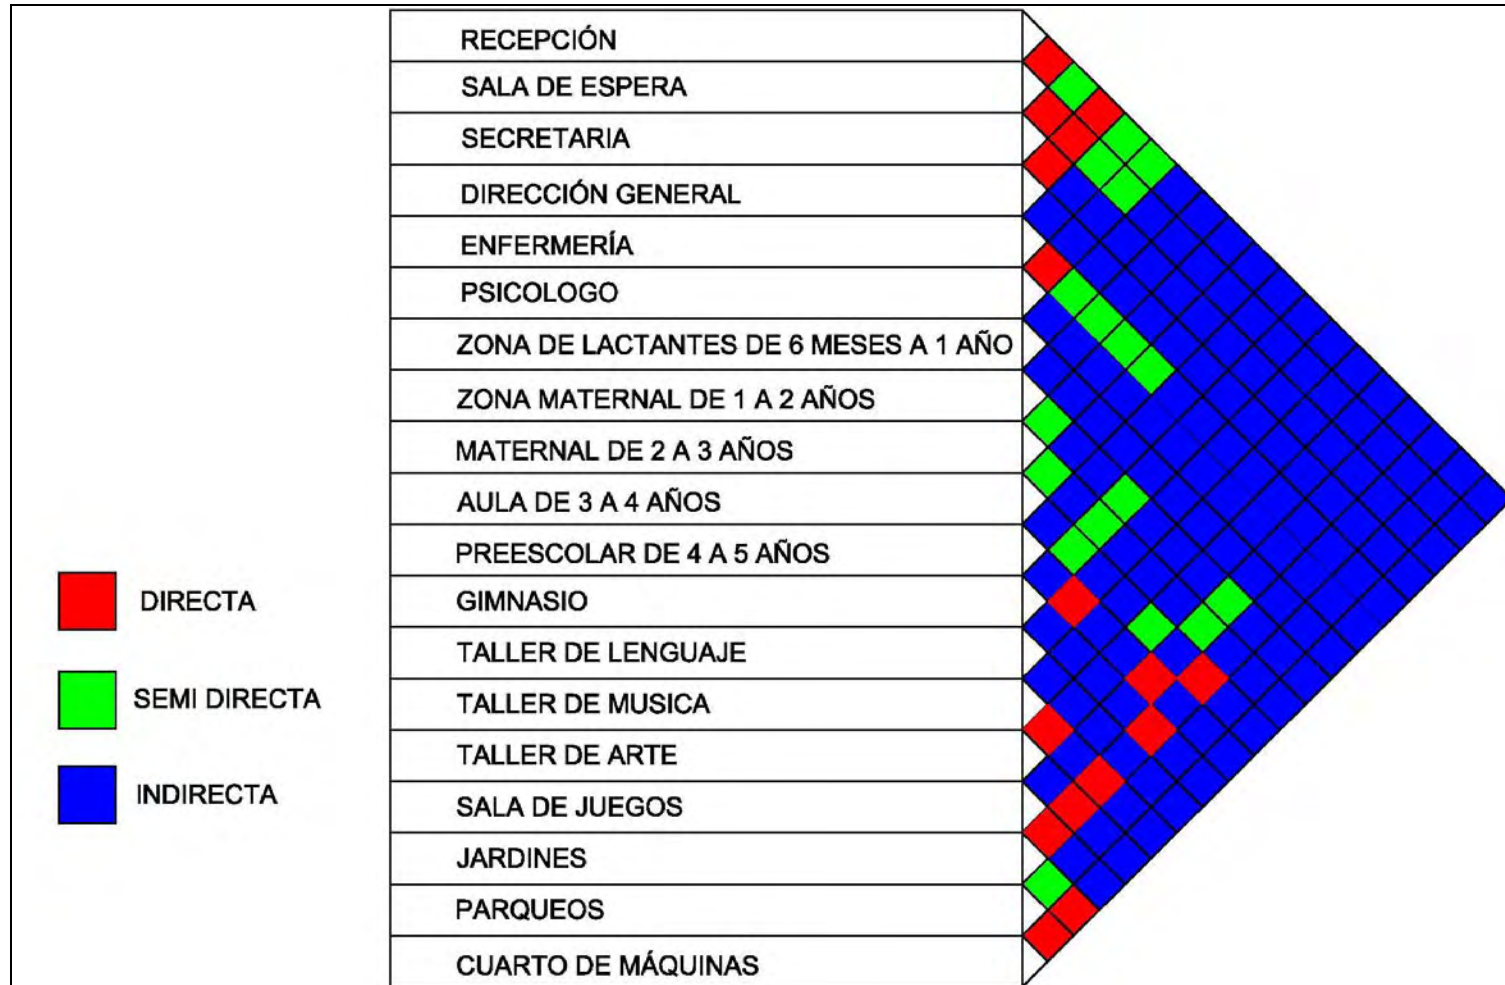 RECEPCIÓN
SALA DE ESPERA
SECRETARIA
DIRECCIÓN GENERAL
ENFERMERÍA
PSICOLOGO
ZONA DE LACTANTES DE 6 MESES A 1 AÑO
ZONA MATERNAL DE 1 A 2 AÑOS
MATERNAL DE 2 A 3 AÑOS
AULA DE 3 A 4 AÑOS
PREESCOLAR DE 4 A 5 AÑOS
GIMNASIO
TALLER DE LENGUAJE
TALLER DE MUSICA
TALLER DE ARTE
SALA DE JUEGOS
JARDINES
PARQUEOS
CUARTO DE MÁQUINAS
DIRECTA
SEMI DIRECTA
INDIRECTA